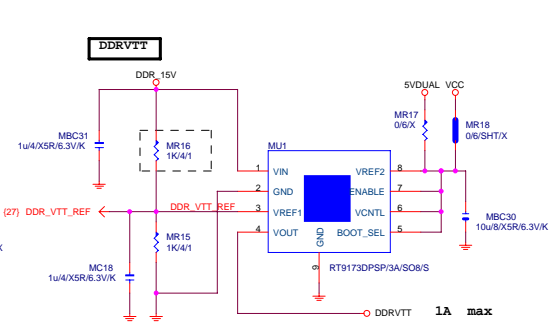 DDRVTT
DDR_15V
5VDUAL VCC
MBC31
1u/4/X5R/6.3V/K
MR16
1K/4/1
MR17
0/6/X
MR18
0/6/SHT/X
MU1
1 VIN VREF2 8
2 GND ENABLE 7
3 VREF1 VCNTL 6
4 VOUT BOOT_SEL 5
GND
9
(27) DDR_VTT_REF
DDR_VTT_REF
MBC30
10u/8/X5R/6.3V/K
MR15
1K/4/1
MC18
1u/4/X5R/6.3V/K
X
RT9173DPSP/3A/SO8/S
DDRVTT 1A max